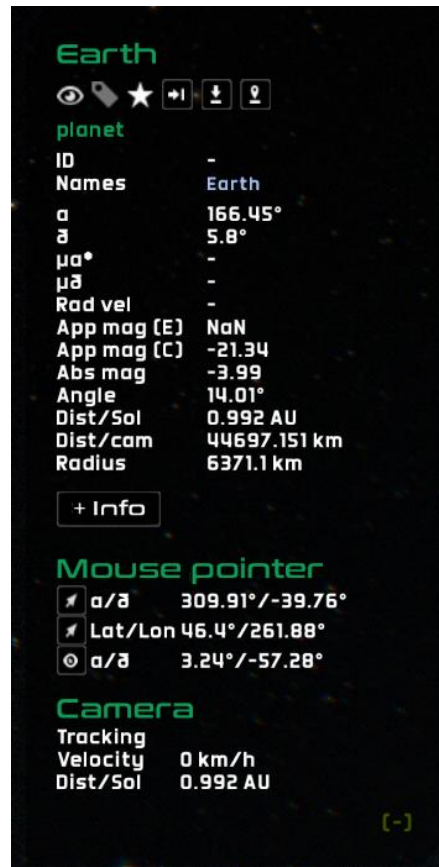 Earth
planet
ID -
Names Earth
α 166.45°
δ 5.8°
μα* -
μδ -
Rad vel -
App mag (E) NaN
App mag (C) -21.34
Abs mag -3.99
Angle 14.01°
Dist/Sol 0.992 AU
Dist/cam 44697.151 km
Radius 6371.1 km
+ Info
Mouse pointer
α/δ 309.91°/-39.76°
Lat/Lon 46.4°/261.88°
α/δ 3.24°/-57.28°
Camera
Tracking
Velocity 0 km/h
Dist/Sol 0.992 AU
(-)